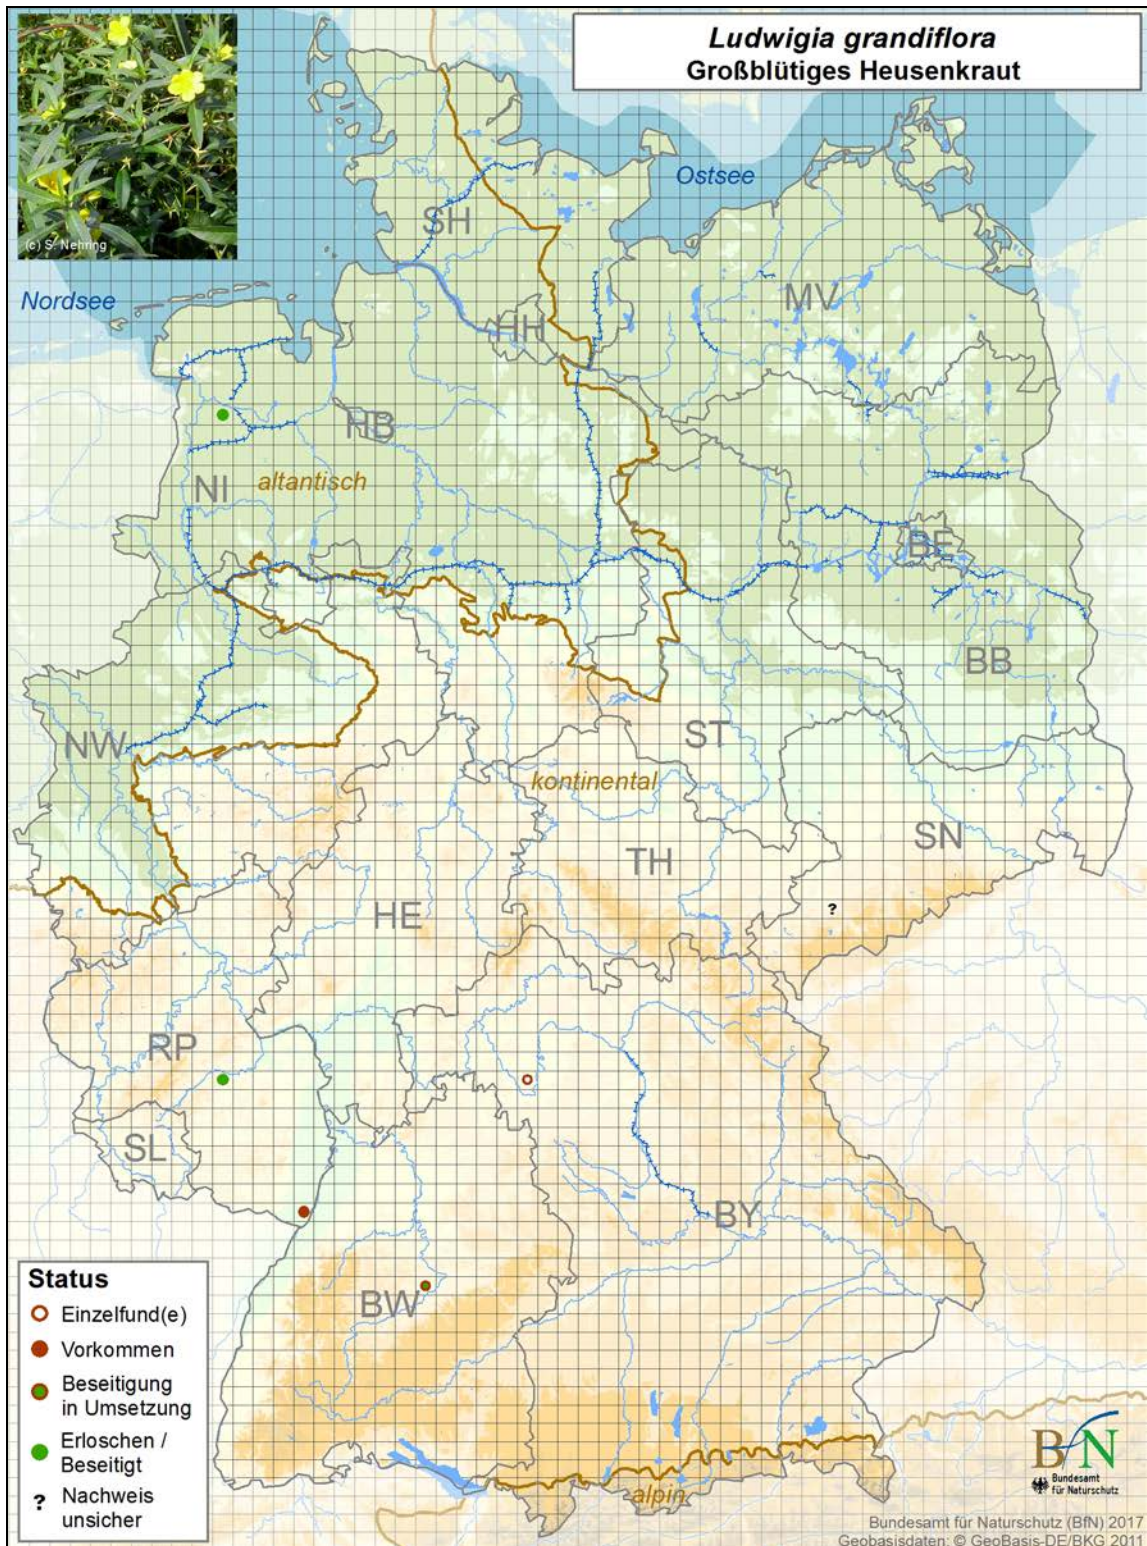 Ludwigia grandiflora
Großblütiges Heusenkraut
(c) S. Nehring
Ostsee
Nordsee
SH
MV
HH
HB
NI
altantisch
BE
BB
NW
ST
kontinental
SN
TH
HE
?
RP
SL
BY
BW
alpin
Status
Einzelfund(e)
Vorkommen
Beseitigung
in Umsetzung
Erloschen /
Beseitigt
? Nachweis
unsicher
BfN
Bundesamt
für Naturschutz
Bundesamt für Naturschutz (BfN) 2017
Geobasisdaten: © GeoBasis-DE/BKG 2011